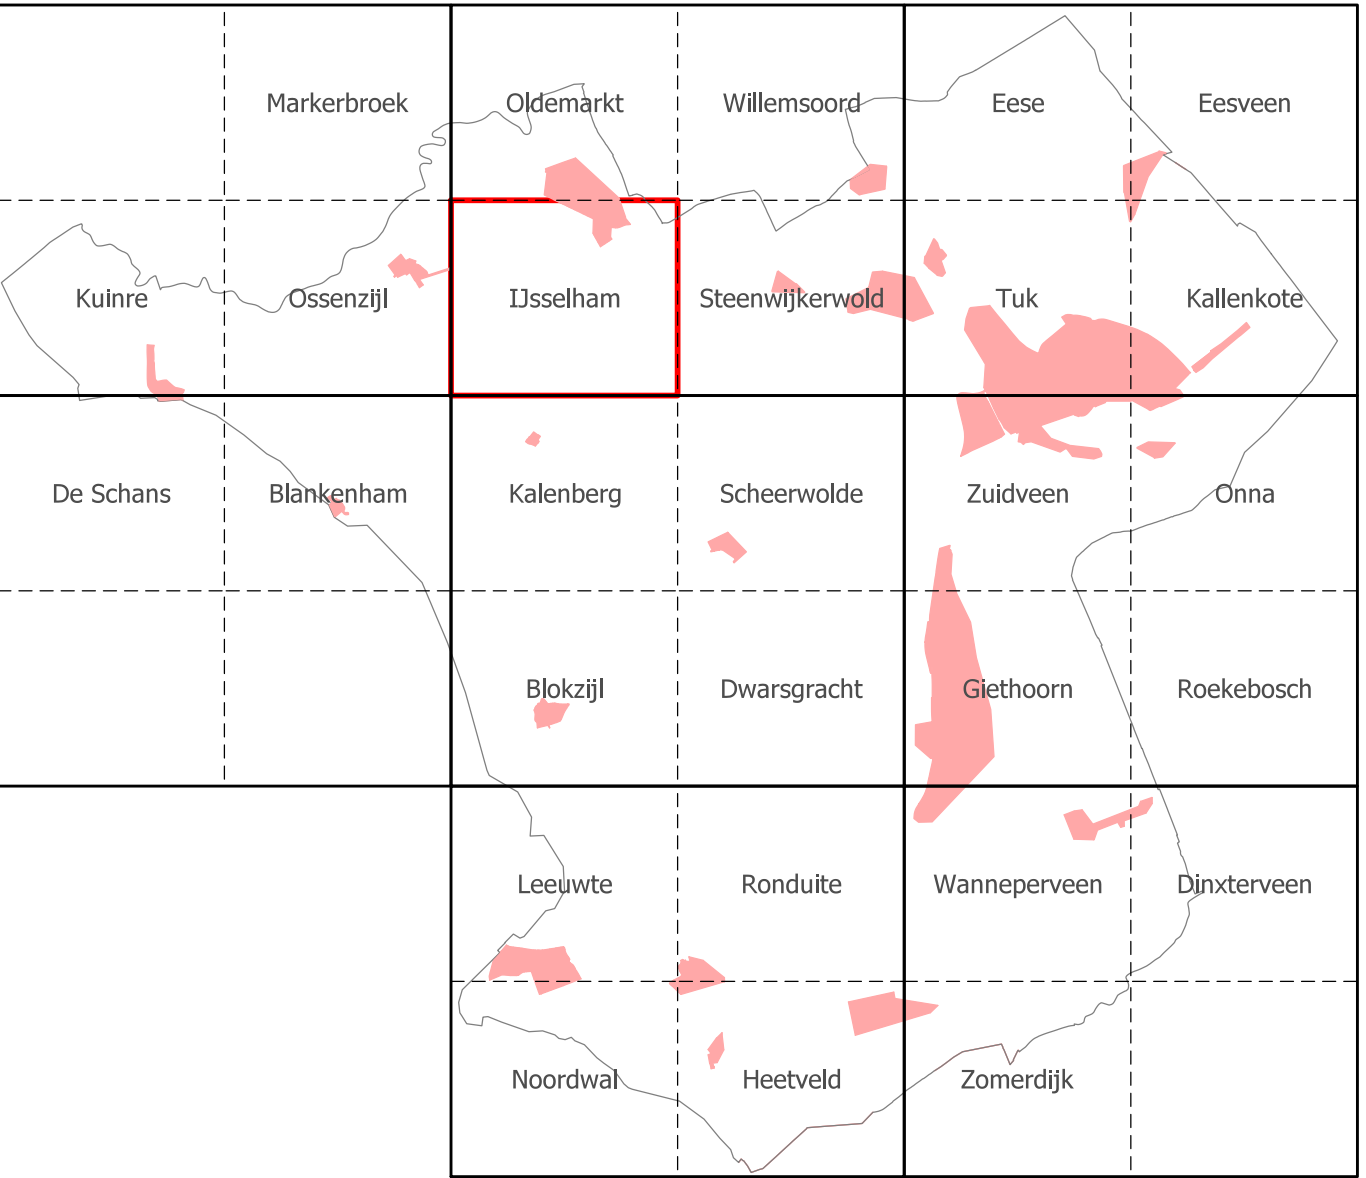 Markerbroek Oldemarkt Willemsoord Eese Eesveen
Kuinre Ossenzijl IJsselham Steenwijkerwold Tuk Kallenkote
De Schans Blankenham Kalenberg Scheerwolde Zuidveen Onna
Blokzijl Dwarsgracht Giethoorn Roekebosch
Leeuwte Ronduite Wanneperveen Dinxterveen
Noordwal Heetveld Zomerdijk